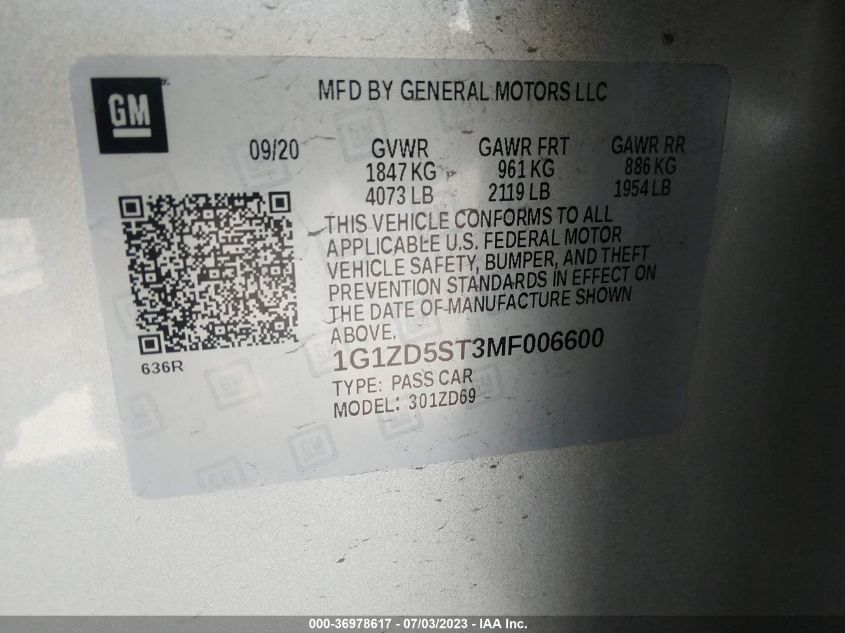 GM
MFD BY GENERAL MOTORS LLC
09/20 GVWR GAWR FRT GAWR RR
1847 KG 961 KG 886 KG
4073 LB 2119 LB 1954 LB
THIS VEHICLE CONFORMS TO ALL
APPLICABLE U.S. FEDERAL MOTOR
VEHICLE SAFETY, BUMPER, AND THEFT
PREVENTION STANDARDS IN EFFECT ON
THE DATE OF MANUFACTURE SHOWN
ABOVE.
636R
1G1ZD5ST3MF006600
TYPE: PASS CAR
MODEL: 301ZD69
GM
000-36978617 - 07/03/2023 - IAA Inc.